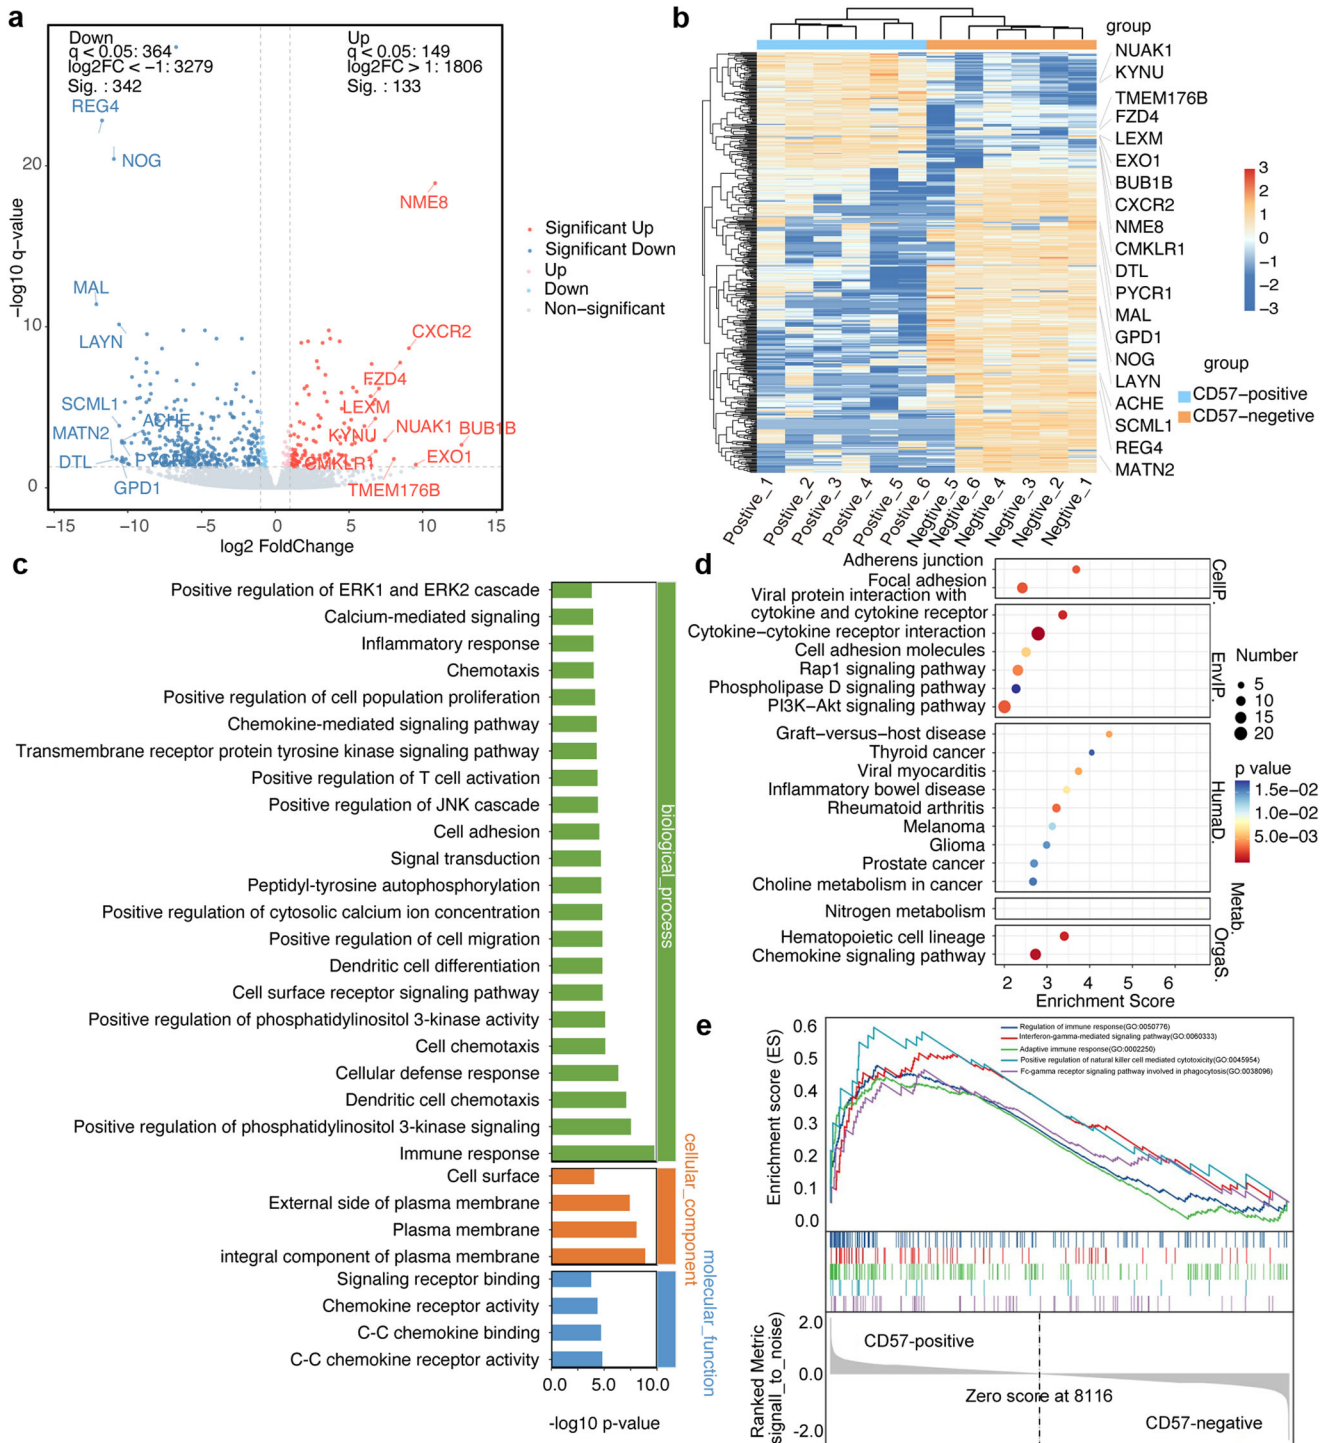 a
Down
q < 0.05: 364
log2FC < −1: 3279
Sig. : 342
Up
q < 0.05: 149
log2FC > 1: 1806
Sig. : 133
REG4
NOG
NME8
MAL
LAYN
CXCR2
FZD4
SCML1
ACHE
LEXM
MATN2
KYNU
NUAK1
BUB1B
DTL
CMKLR1
EXO1
GPD1
TMEM176B
−log10 q−value
20
10
0
−15
−10
−5
0
5
10
15
log2 FoldChange
Significant Up
Significant Down
Up
Down
Non−significant
b
group
NUAK1
KYNU
TMEM176B
FZD4
LEXM
EXO1
BUB1B
CXCR2
NME8
CMKLR1
DTL
PYCR1
MAL
GPD1
NOG
LAYN
ACHE
SCML1
REG4
MATN2
3
2
1
0
−1
−2
−3
group
CD57−positive
CD57−negetive
Postive_1
Postive_2
Postive_3
Postive_4
Postive_5
Postive_6
Negtive_5
Negtive_6
Negtive_4
Negtive_3
Negtive_2
Negtive_1
c
Positive regulation of ERK1 and ERK2 cascade
Calcium-mediated signaling
Inflammatory response
Chemotaxis
Positive regulation of cell population proliferation
Chemokine-mediated signaling pathway
Transmembrane receptor protein tyrosine kinase signaling pathway
Positive regulation of T cell activation
Positive regulation of JNK cascade
Cell adhesion
Signal transduction
Peptidyl-tyrosine autophosphorylation
Positive regulation of cytosolic calcium ion concentration
Positive regulation of cell migration
Dendritic cell differentiation
Cell surface receptor signaling pathway
Positive regulation of phosphatidylinositol 3-kinase activity
Cell chemotaxis
Cellular defense response
Dendritic cell chemotaxis
Positive regulation of phosphatidylinositol 3-kinase signaling
Immune response
Cell surface
External side of plasma membrane
Plasma membrane
integral component of plasma membrane
Signaling receptor binding
Chemokine receptor activity
C-C chemokine binding
C-C chemokine receptor activity
biological_process
cellular_component
molecular_function
0.0
5.0
10.0
-log10 p-value
d
Adherens junction
Focal adhesion
Viral protein interaction with
cytokine and cytokine receptor
Cytokine−cytokine receptor interaction
Cell adhesion molecules
Rap1 signaling pathway
Phospholipase D signaling pathway
PI3K−Akt signaling pathway
Graft−versus−host disease
Thyroid cancer
Viral myocarditis
Inflammatory bowel disease
Rheumatoid arthritis
Melanoma
Glioma
Prostate cancer
Choline metabolism in cancer
Nitrogen metabolism
Hematopoietic cell lineage
Chemokine signaling pathway
CellP.
EnvIP.
HumaD.
Metab.
OrgaS.
2
3
4
5
6
Enrichment Score
Number
5
10
15
20
p value
1.5e−02
1.0e−02
5.0e−03
e
Enrichment score (ES)
0.6
0.5
0.4
0.3
0.2
0.1
0.0
Regulation of immune response(GO:0050776)
Interferon-gamma-mediated signaling pathway(GO:0060333)
Adaptive immune response(GO:0002250)
Positive regulation of natural killer cell mediated cytotoxicity(GO:0045954)
Fc-gamma receptor signaling pathway involved in phagocytosis(GO:0038096)
Ranked Metric
signall_to_noise)
2.0
0.0
-2.0
CD57-positive
Zero score at 8116
CD57-negative